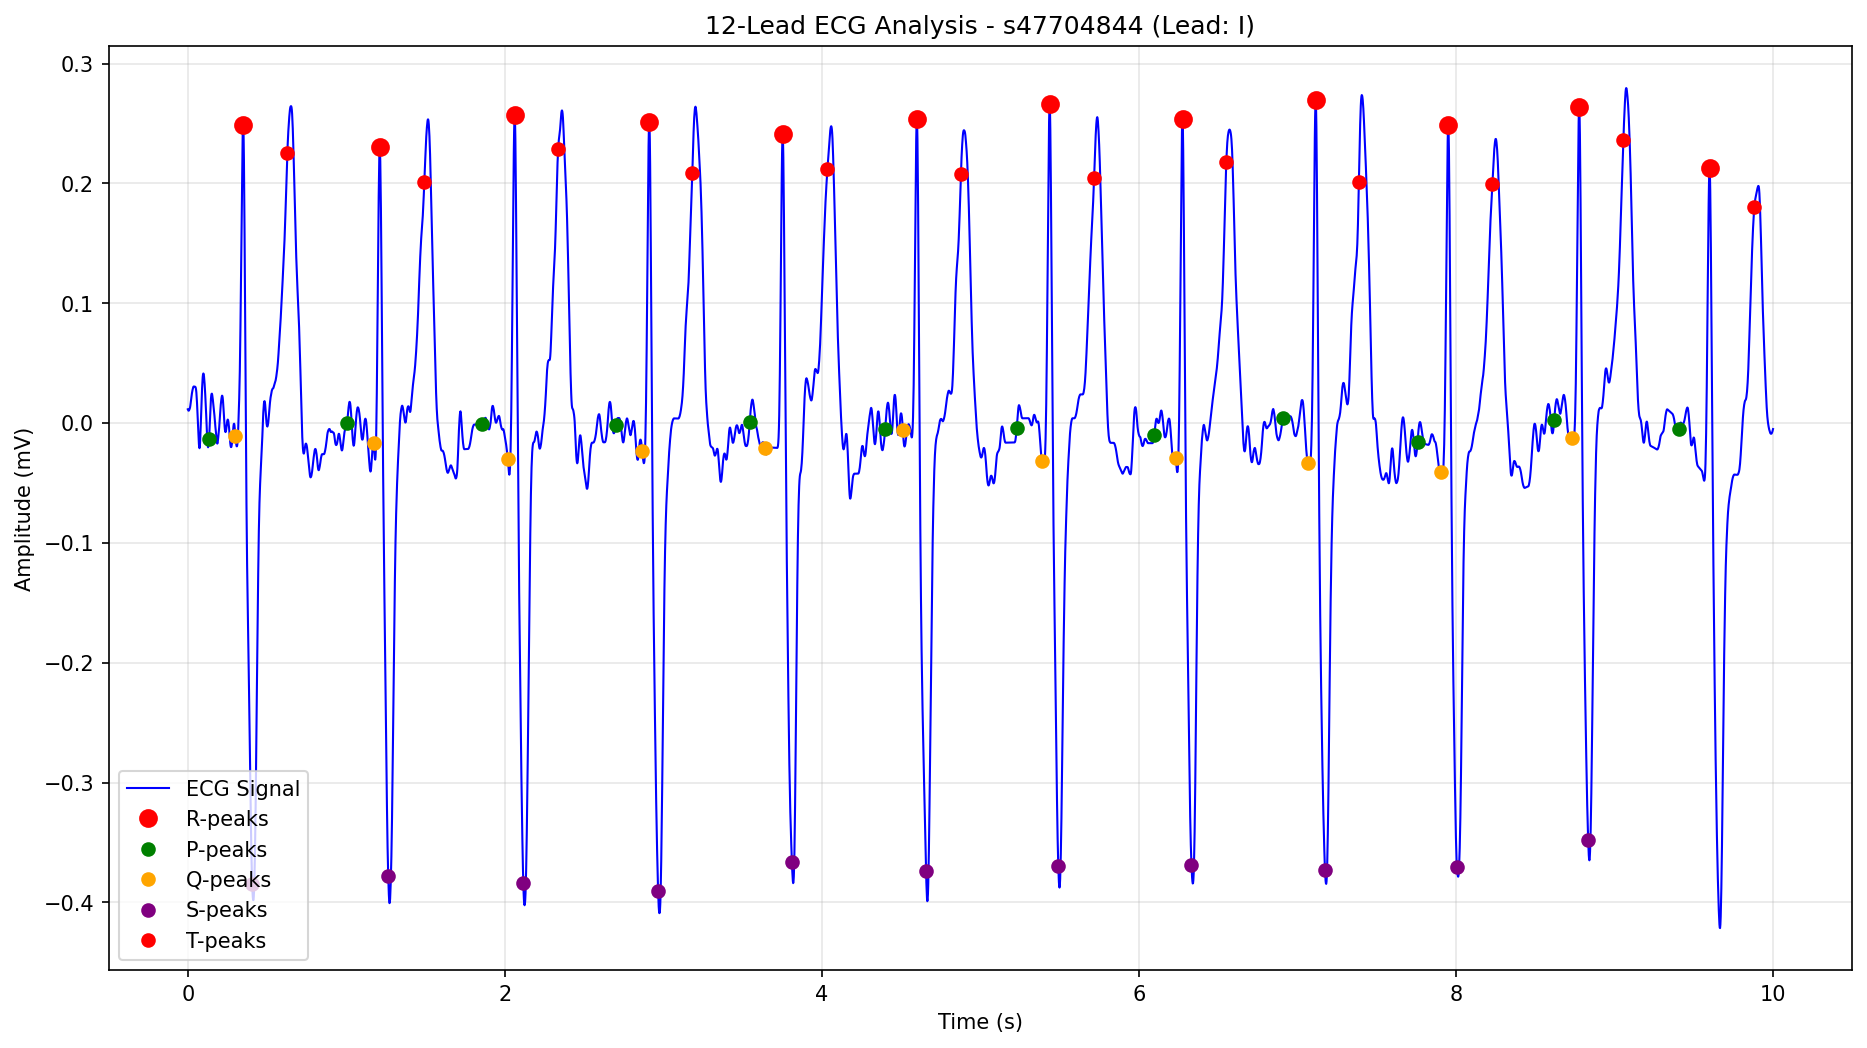 12-Lead ECG Analysis - s47704844 (Lead: I)
Amplitude (mV)
0.3
0.2
0.1
0.0
−0.1
−0.2
−0.3
−0.4
ECG Signal
R-peaks
P-peaks
Q-peaks
S-peaks
T-peaks
0 2 4 6 8 10
Time (s)